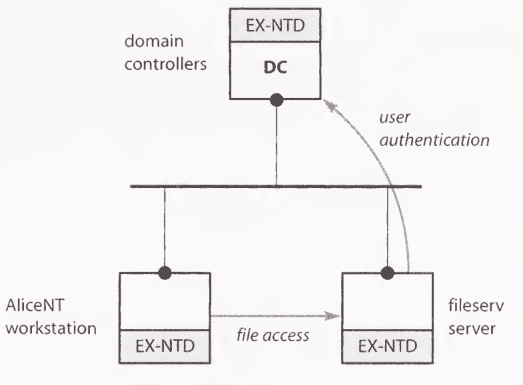 EX-NTD
domain
controllers
DC
user
authentication
AliceNT
workstation
file access
fileserv
server
EX-NTD
EX-NTD